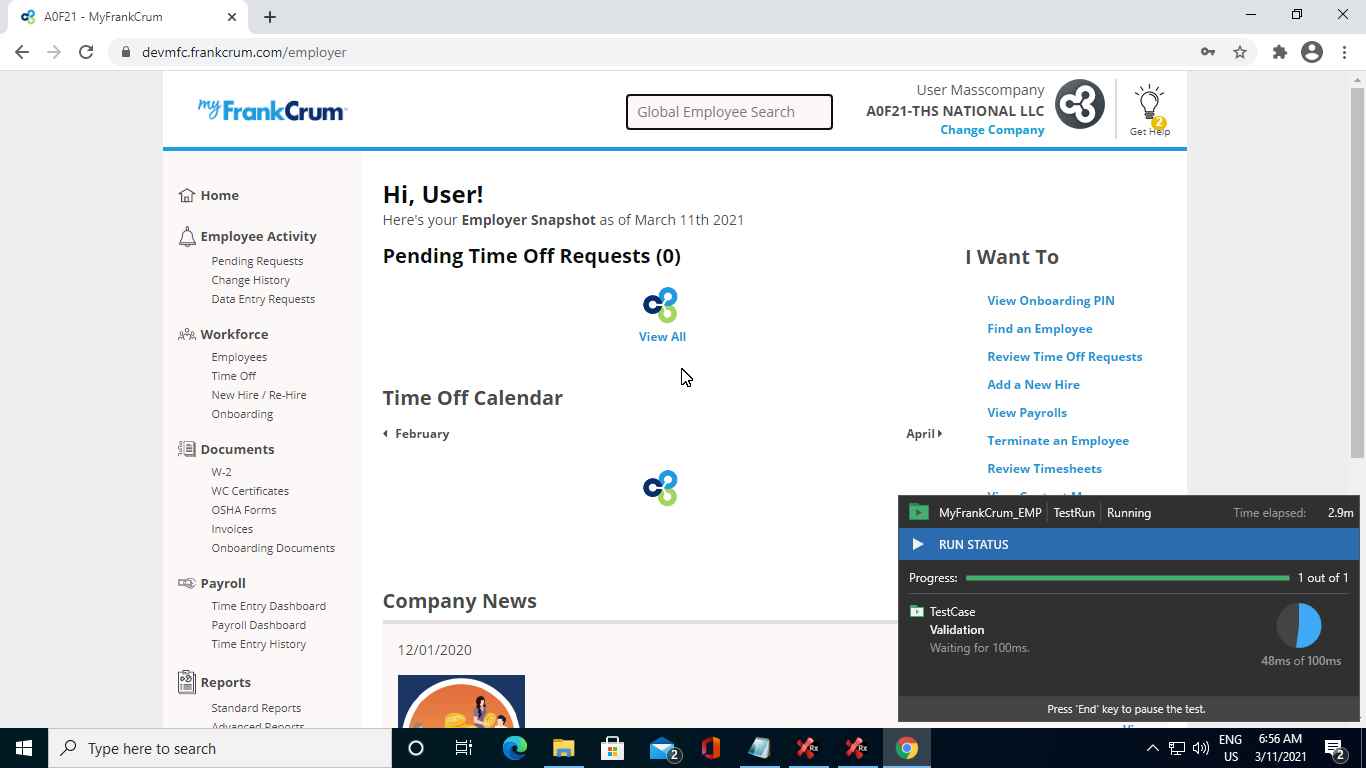 A0F21 - MyFrankCrum
devmfc.frankcrum.com/employer
myFrankCrum
Global Employee Search
User Masscompany
A0F21-THS NATIONAL LLC
Change Company
2
Get Help
Home
Employee Activity
Pending Requests
Change History
Data Entry Requests
Workforce
Employees
Time Off
New Hire / Re-Hire
Onboarding
Documents
W-2
WC Certificates
OSHA Forms
Invoices
Onboarding Documents
Payroll
Time Entry Dashboard
Payroll Dashboard
Time Entry History
Reports
Standard Reports
Advanced Reports
Hi, User!
Here's your Employer Snapshot as of March 11th 2021
Pending Time Off Requests (0)
View All
Time Off Calendar
February
April
Company News
12/01/2020
I Want To
View Onboarding PIN
Find an Employee
Review Time Off Requests
Add a New Hire
View Payrolls
Terminate an Employee
Review Timesheets
MyFrankCrum_EMP TestRun Running Time elapsed: 2.9m
RUN STATUS
Progress: 1 out of 1
TestCase
Validation
Waiting for 100ms.
48ms of 100ms
Press 'End' key to pause the test.
Type here to search
2
Rx
Rx
ENG
US
6:56 AM
3/11/2021
2